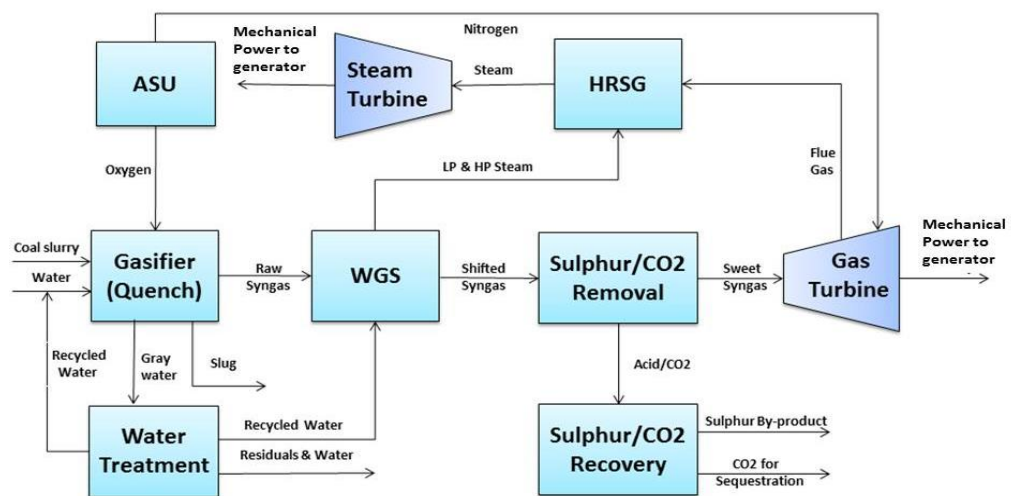 Nitrogen
Mechanical
Power to
generator
ASU
Steam
Turbine
Steam
HRSG
Oxygen
LP & HP Steam
Flue
Gas
Mechanical
Power to
generator
Coal slurry
Water
Gasifier
(Quench)
Raw
Syngas
WGS
Shifted
Syngas
Sulphur/CO2
Removal
Sweet
Syngas
Gas
Turbine
Recycled
Water
Gray
water
Slug
Acid/CO2
Water
Treatment
Recycled Water
Residuals & Water
Sulphur/CO2
Recovery
Sulphur By-product
CO2 for
Sequestration